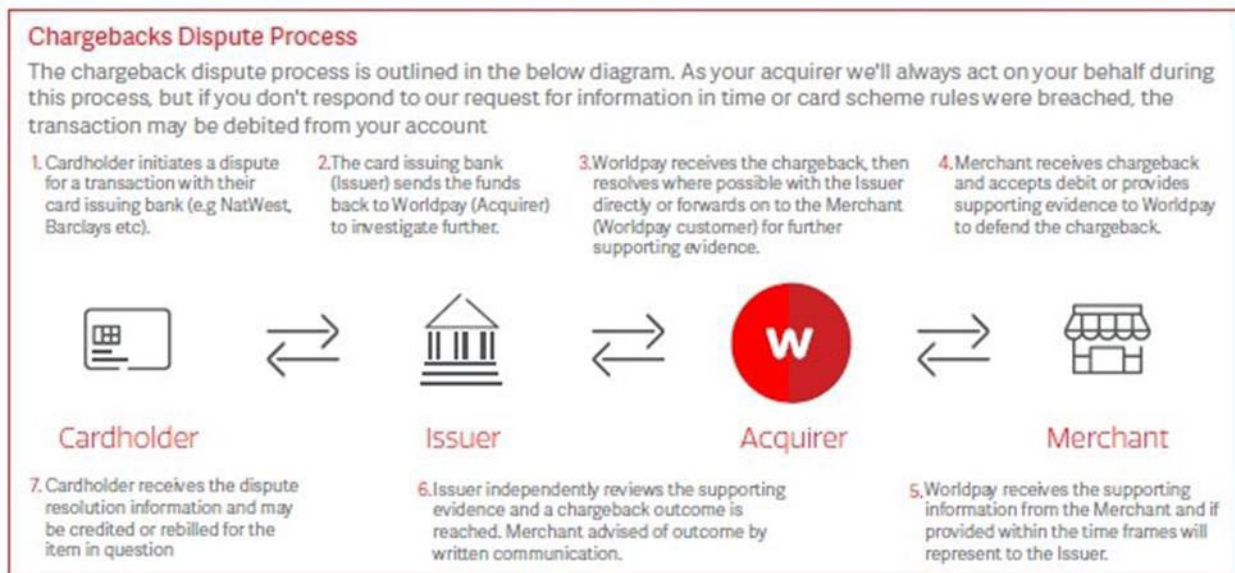 Chargebacks Dispute Process
The chargeback dispute process is outlined in the below diagram. As your acquirer we'll always act on your behalf during
this process, but if you don't respond to our request for information in time or card scheme rules were breached, the
transaction may be debited from your account
1. Cardholder initiates a dispute
for a transaction with their
card issuing bank (e.g NatWest,
Barclays etc).
2.The card issuing bank
(Issuer) sends the funds
back to Worldpay (Acquirer)
to investigate further.
3.Worldpay receives the chargeback, then
resolves where possible with the Issuer
directly or forwards on to the Merchant
(Worldpay customer) for further
supporting evidence.
4.Merchant receives chargeback
and accepts debit or provides
supporting evidence to Worldpay
to defend the chargeback.
W
Cardholder
Issuer
Acquirer
Merchant
7. Cardholder receives the dispute
resolution information and may
be credited or rebilled for the
item in question
6.Issuer independently reviews the supporting
evidence and a chargeback outcome is
reached. Merchant advised of outcome by
written communication.
5.Worldpay receives the supporting
information from the Merchant and if
provided within the time frames will
represent to the Issuer.